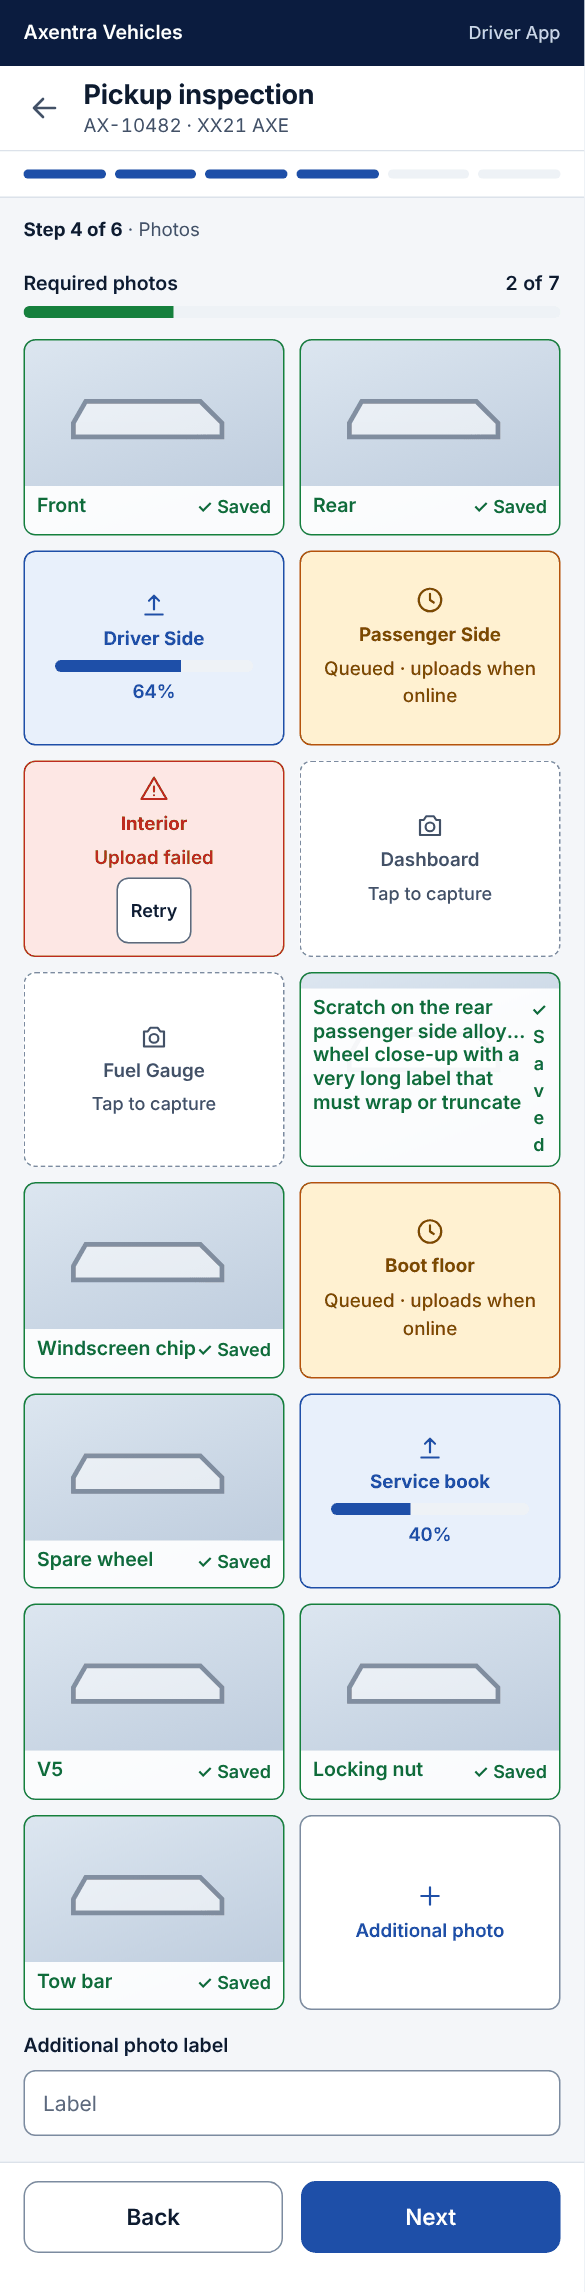 Axentra Vehicles
Driver App
Pickup inspection
AX-10482 · XX21 AXE
Step 4 of 6 · Photos
Required photos
2 of 7
Front
✓ Saved
Rear
✓ Saved
Driver Side
64%
Passenger Side
Queued · uploads when
online
Interior
Upload failed
Retry
Dashboard
Tap to capture
Fuel Gauge
Tap to capture
Scratch on the rear
passenger side alloy…
wheel close-up with a
very long label that
must wrap or truncate
✓ Saved
Windscreen chip
✓ Saved
Boot floor
Queued · uploads when
online
Spare wheel
✓ Saved
Service book
40%
V5
✓ Saved
Locking nut
✓ Saved
Tow bar
✓ Saved
Additional photo
Additional photo label
Label
Back
Next